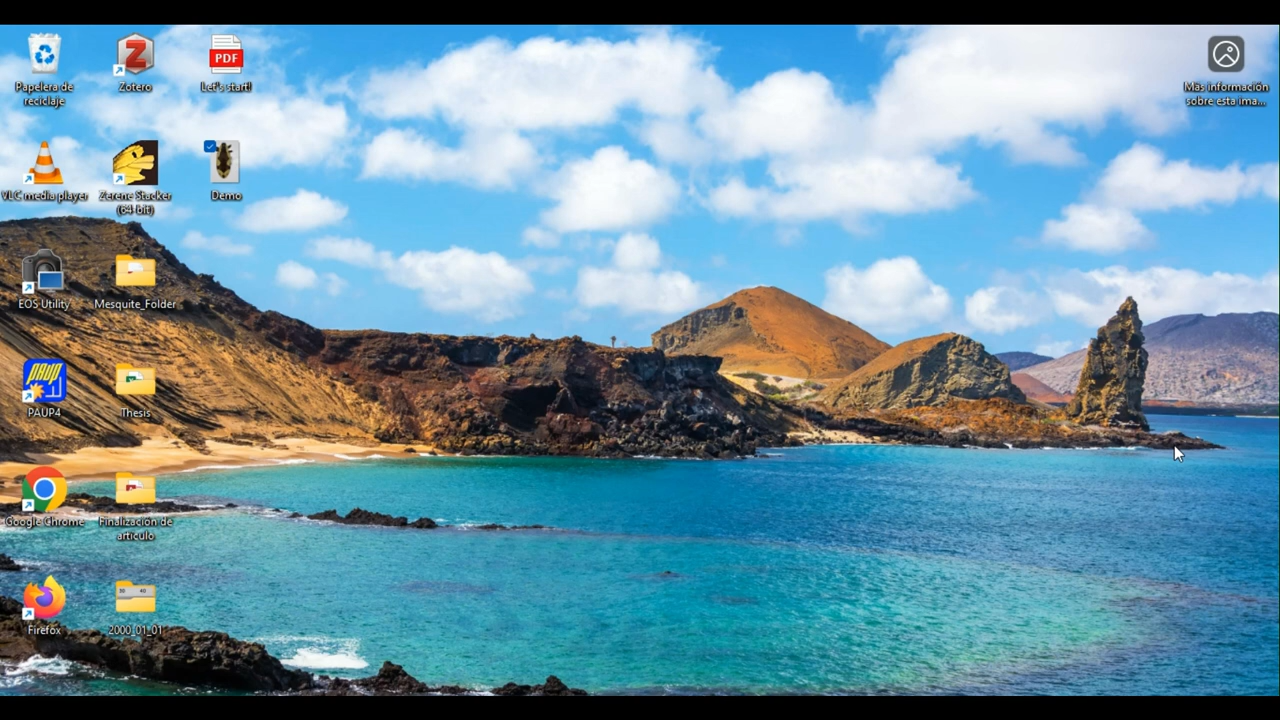 Papelera de
reciclaje
Zotero
PDF
Let's start!
Más información
sobre esta ima...
VLC media player
Zerene Stacker
(64-bit)
Demo
EOS Utility
Mesquite_Folder
PAUP
PAUP4
Thesis
Google Chrome
Finalización de
artículo
Firefox
2000_01_01